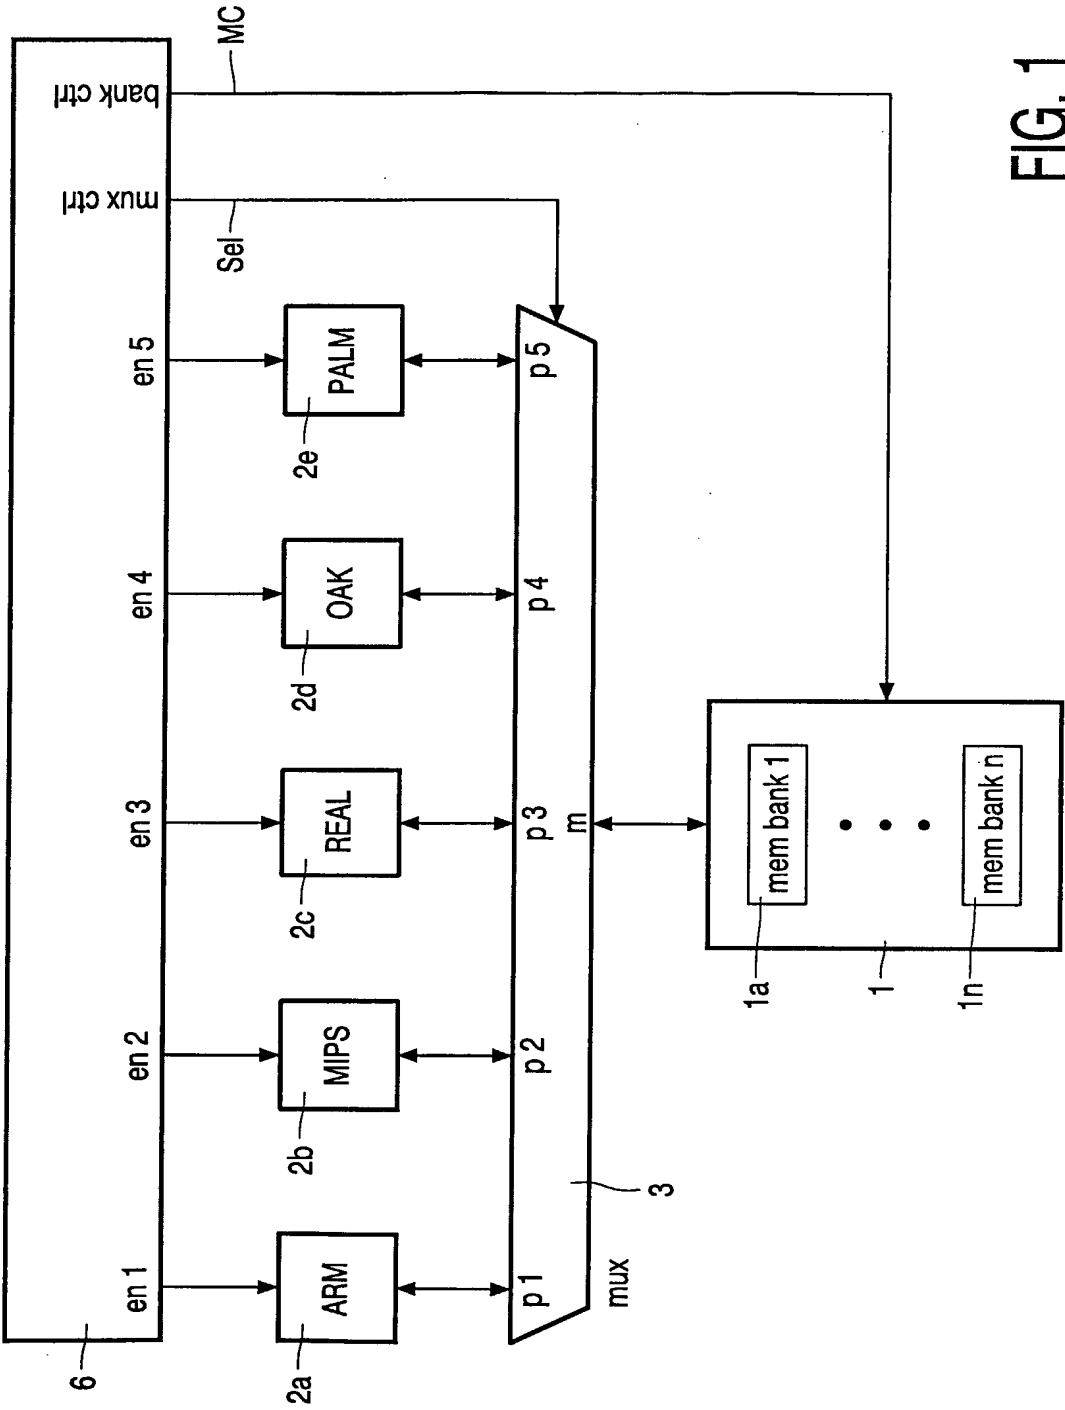 6
en 1
en 2
en 3
en 4
en 5
mux ctrl
bank ctrl
Sel
MC
2a
ARM
2b
MIPS
2c
REAL
2d
OAK
2e
PALM
p 1
p 2
p 3
p 4
p 5
m
mux
3
1a
mem bank 1
1
1n
mem bank n
FIG. 1